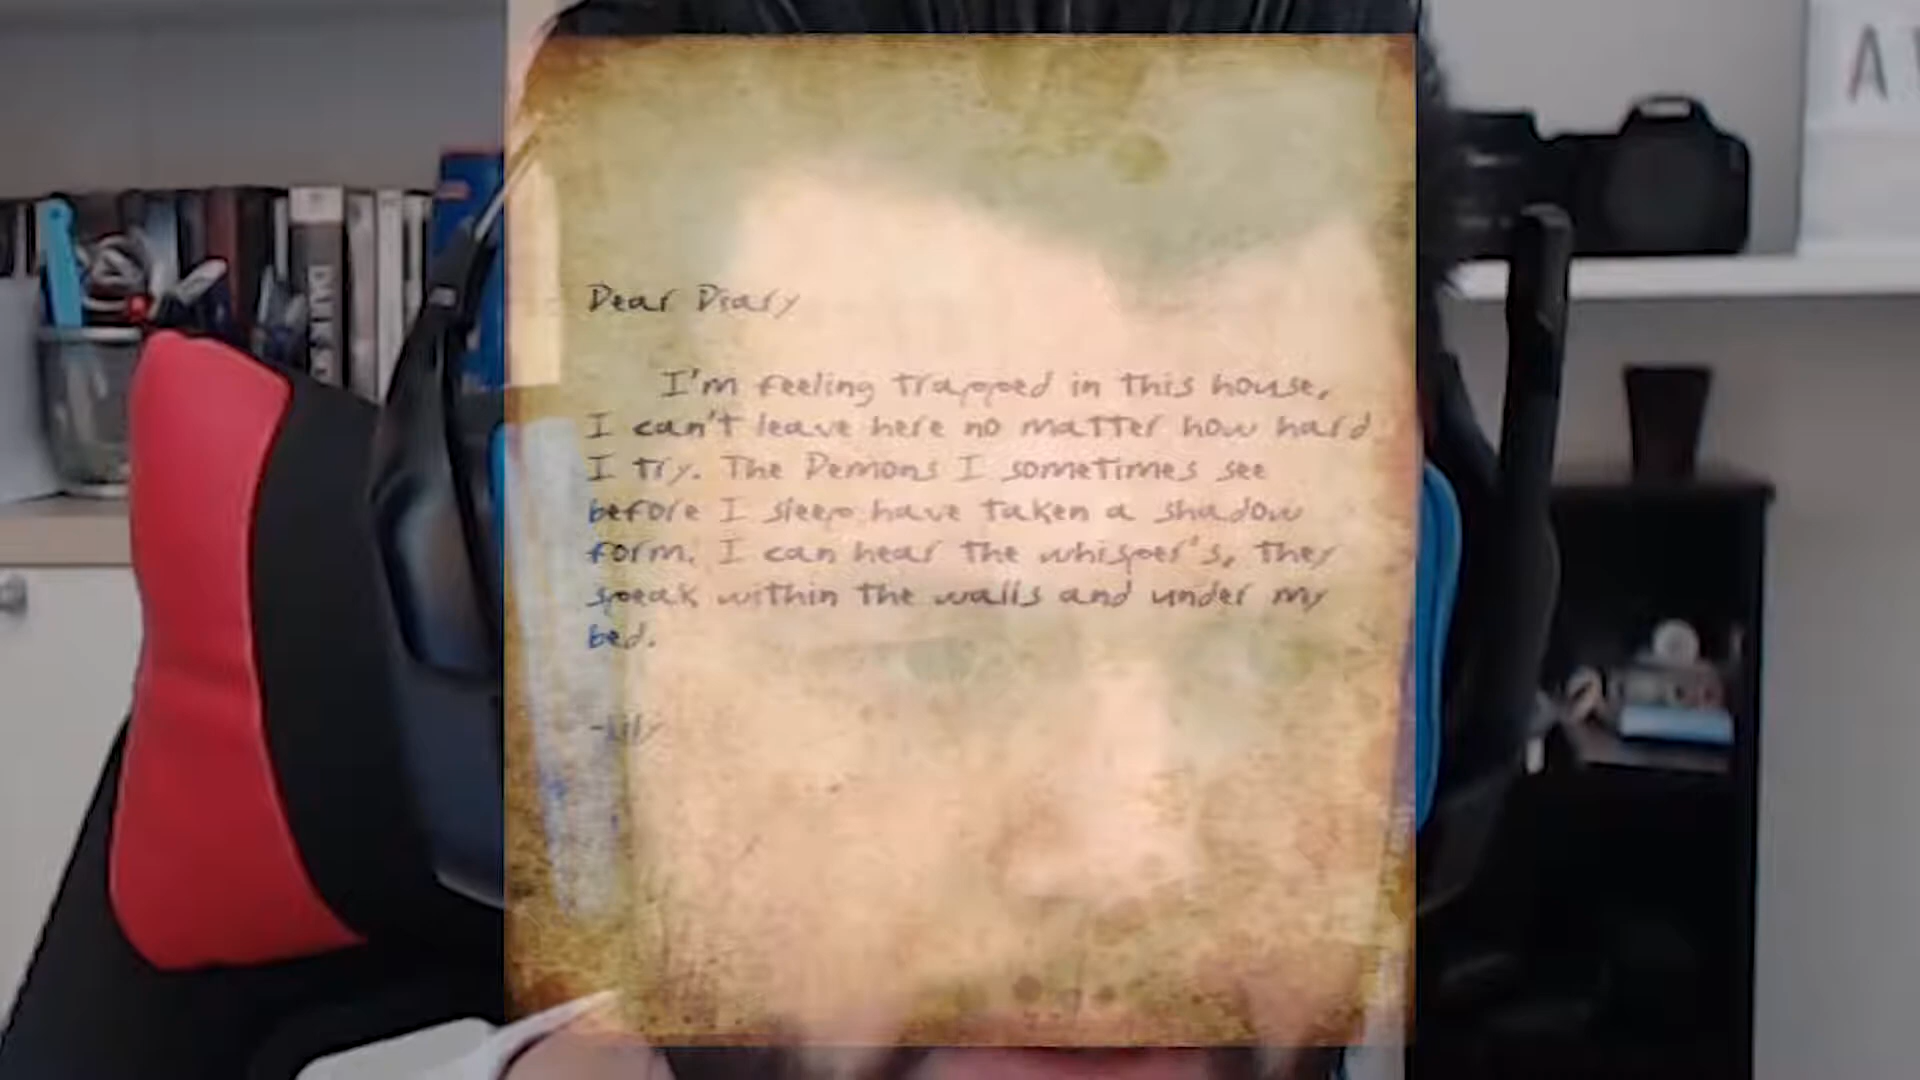 Dear Diary
I'm feeling trapped in this house,
I can't leave here no matter how hard
I try. The Demons I sometimes see
before I sleep have taken a shadow
form. I can hear the whisper's, they
speak within the walls and under my
bed.
-Lily